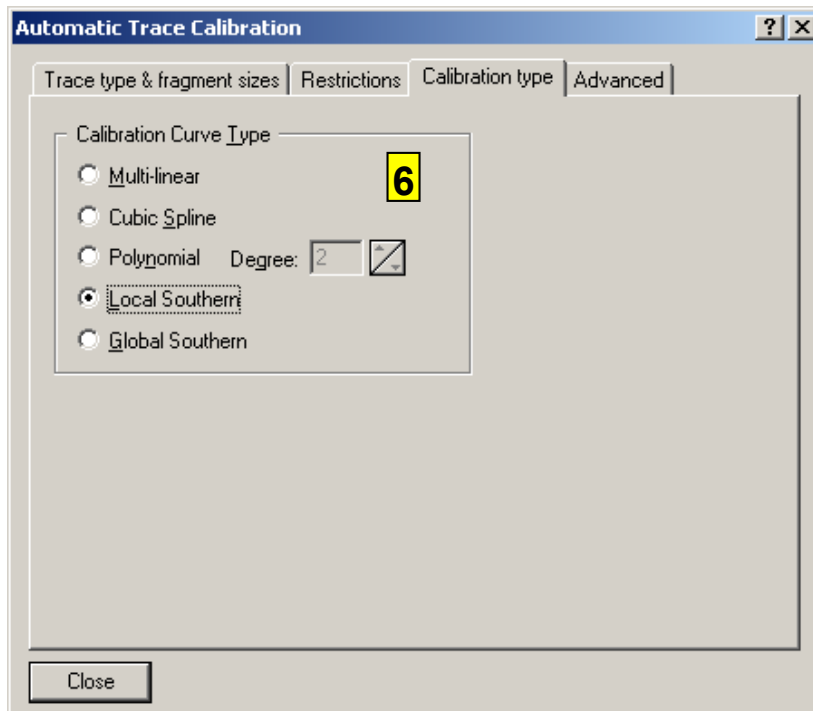 Automatic Trace Calibration
Trace type & fragment sizes Restrictions Calibration type Advanced
Calibration Curve Type
6
Multi-linear
Cubic Spline
Polynomial Degree: 2
Local Southern
Global Southern
Close